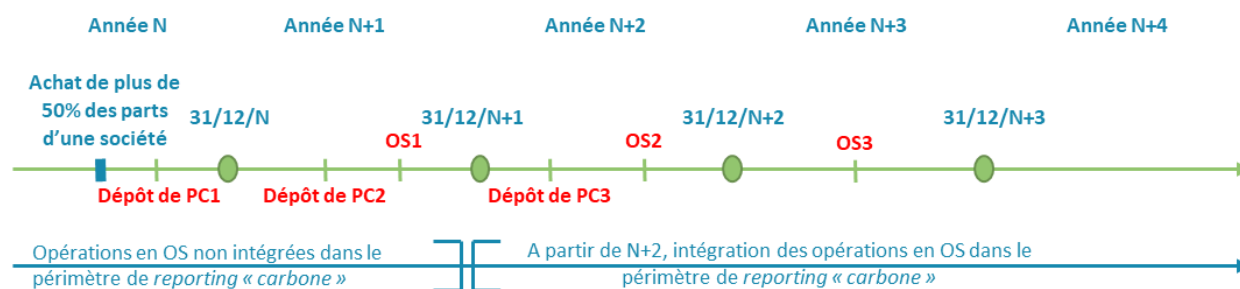 Année N
Année N+1
Année N+2
Année N+3
Année N+4
Achat de plus de
50% des parts
d'une société
31/12/N
31/12/N+1
31/12/N+2
31/12/N+3
OS1
OS2
OS3
Dépôt de PC1
Dépôt de PC2
Dépôt de PC3
Opérations en OS non intégrées dans le
périmètre de reporting « carbone »
A partir de N+2, intégration des opérations en OS dans le
périmètre de reporting « carbone »